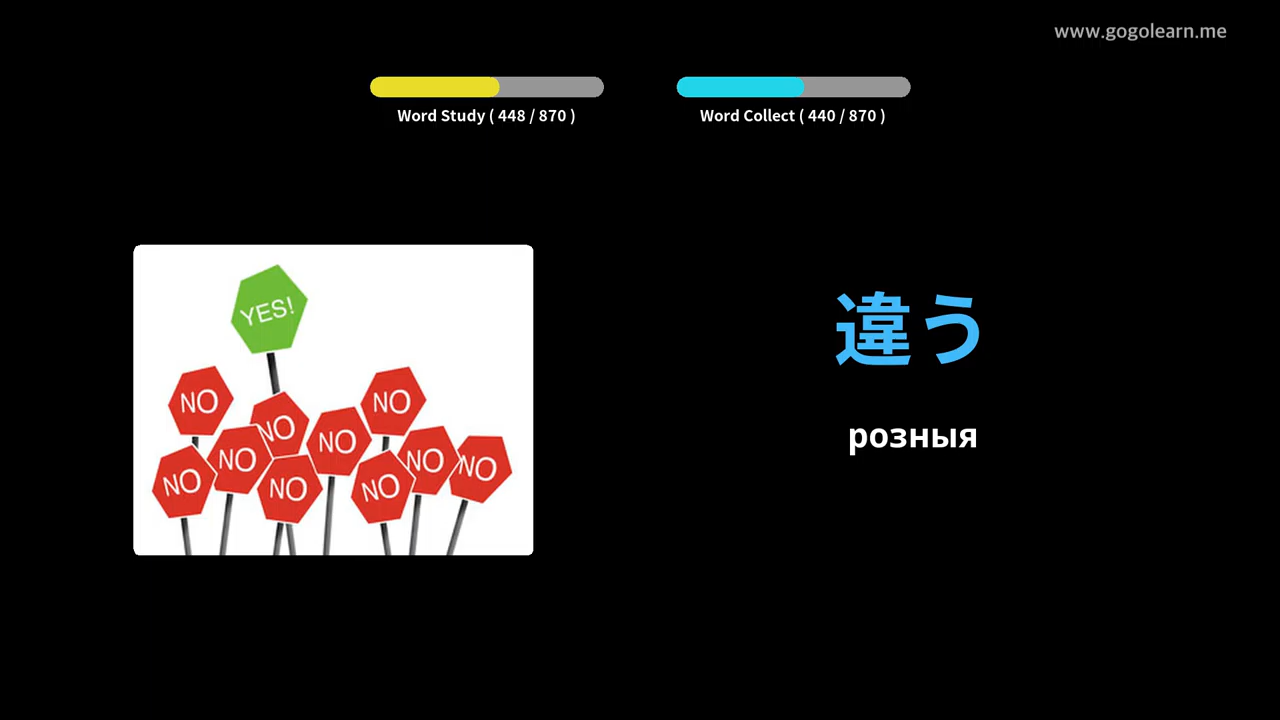 www.gogolearn.me
Word Study ( 448 / 870 )
Word Collect ( 440 / 870 )
YES!
NO
NO
NO
NO
NO
NO
NO
NO
NO
NO
違う
розныя